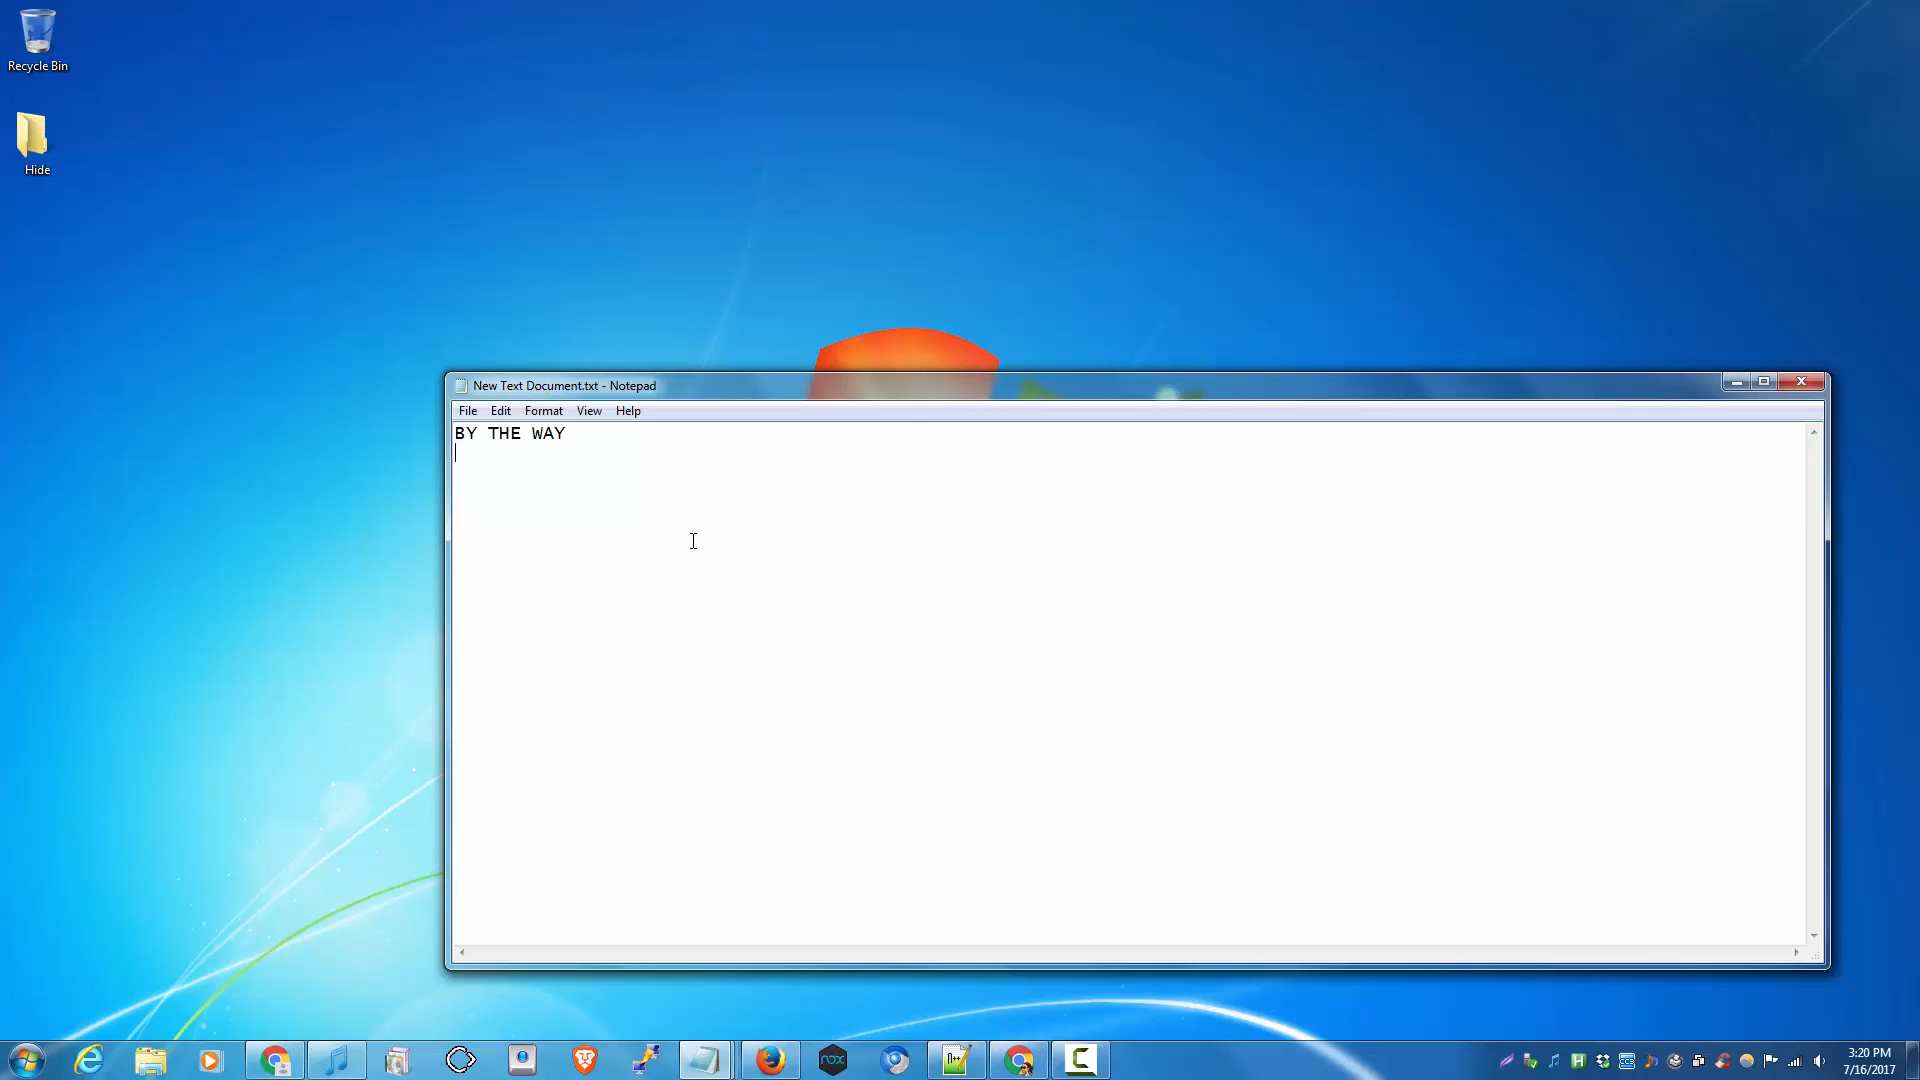 Recycle Bin
Hide
New Text Document.txt - Notepad
File Edit Format View Help
BY THE WAY
nox
3:20 PM
7/16/2017